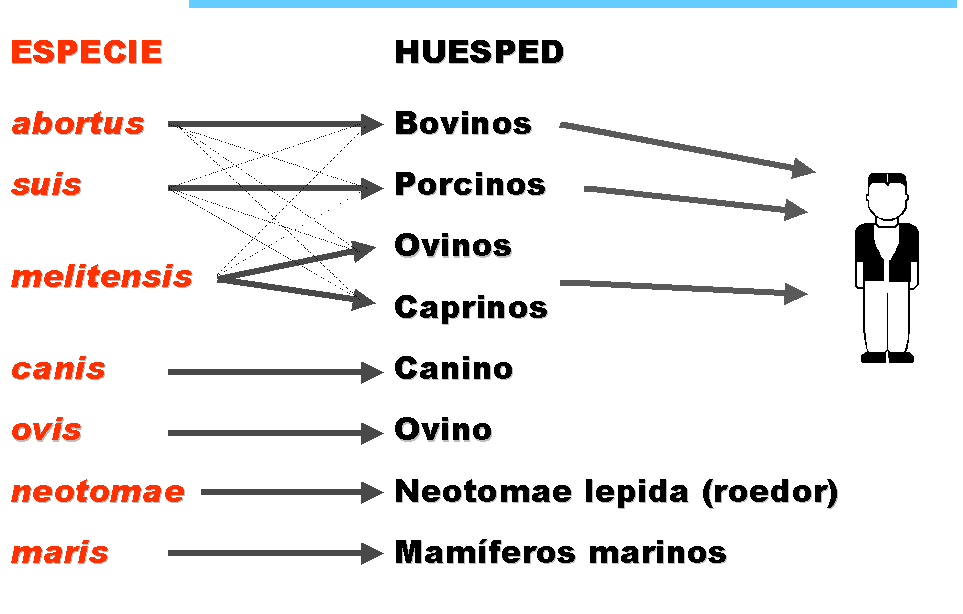 ESPECIE HUESPED
abortus Bovinos
suis Porcinos
Ovinos
melitensis
Caprinos
canis Canino
ovis Ovino
neotomae Neotomae lepida (roedor)
maris Mamíferos marinos